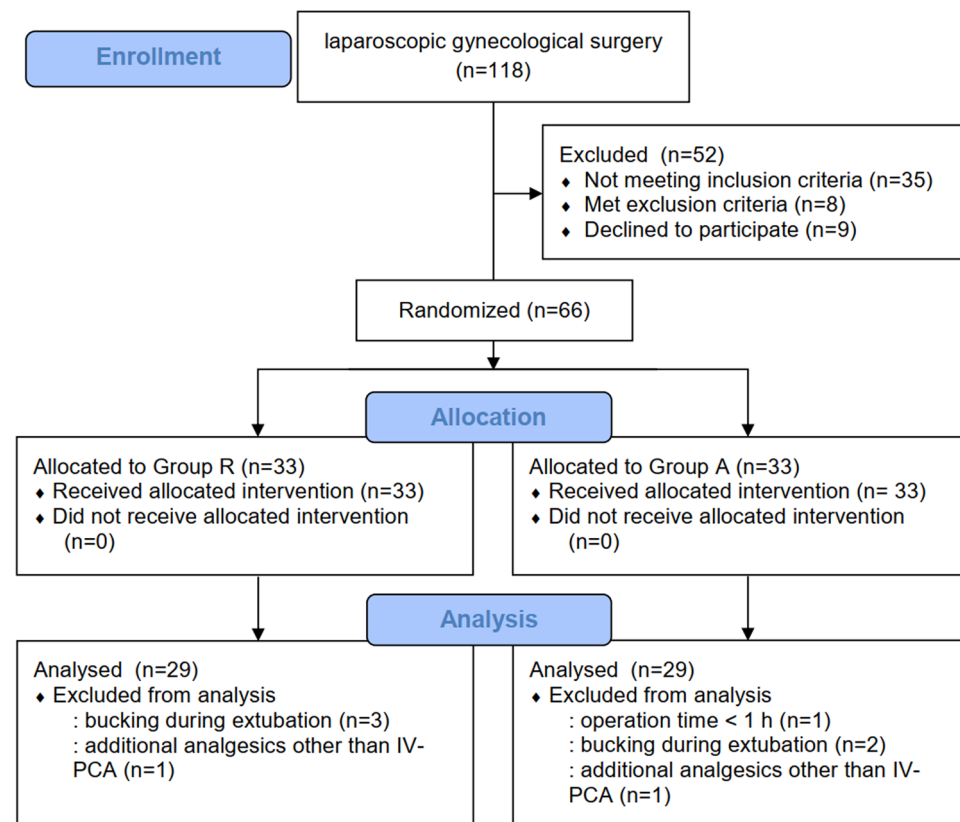 Enrollment
laparoscopic gynecological surgery
(n=118)
Excluded (n=52)
♦ Not meeting inclusion criteria (n=35)
♦ Met exclusion criteria (n=8)
♦ Declined to participate (n=9)
Randomized (n=66)
Allocation
Allocated to Group R (n=33)
♦ Received allocated intervention (n=33)
♦ Did not receive allocated intervention
(n=0)
Allocated to Group A (n=33)
♦ Received allocated intervention (n= 33)
♦ Did not receive allocated intervention
(n=0)
Analysis
Analysed (n=29)
♦ Excluded from analysis
: bucking during extubation (n=3)
: additional analgesics other than IV-
PCA (n=1)
Analysed (n=29)
♦ Excluded from analysis
: operation time < 1 h (n=1)
: bucking during extubation (n=2)
: additional analgesics other than IV-
PCA (n=1)